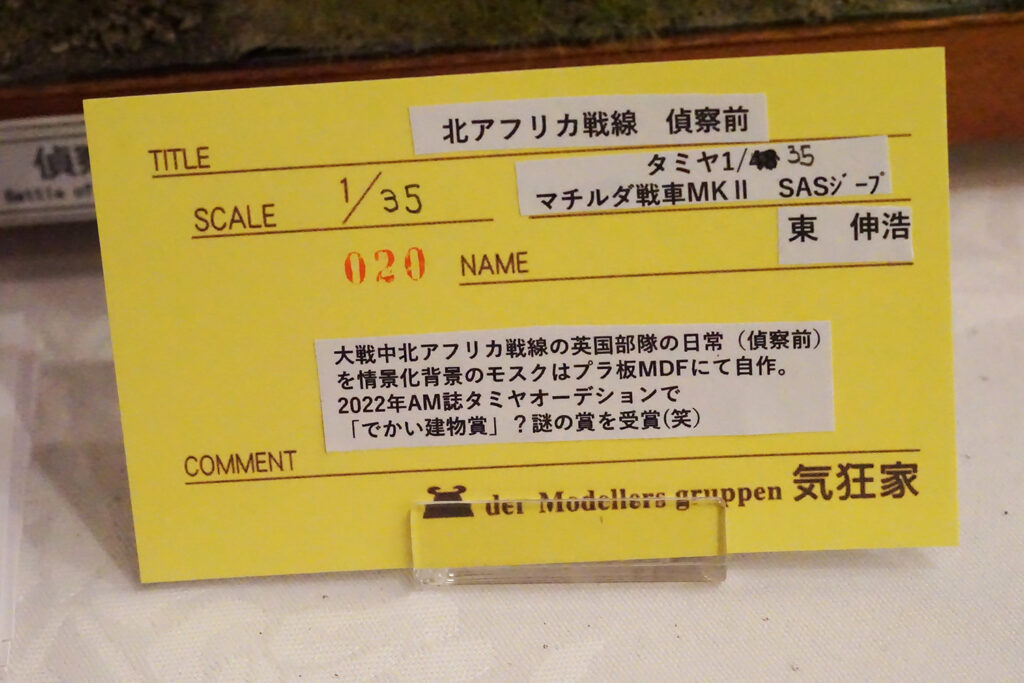 北アフリカ戦線 偵察前
TITLE
タミヤ1/35
SCALE 1/35
マチルダ戦車MKⅡ SASジープ
020
NAME 東 伸浩
大戦中北アフリカ戦線の英国部隊の日常（偵察前）
を情景化背景のモスクはプラ板MDFにて自作。
2022年AM誌タミヤオーデションで
「でかい建物賞」？謎の賞を受賞(笑)
COMMENT
der Modellers gruppen 気狂家
偵察